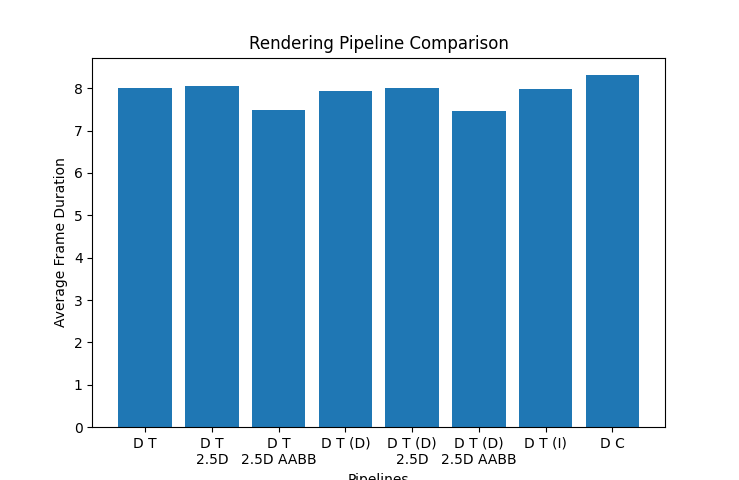 Rendering Pipeline Comparison
Average Frame Duration
8
7
6
5
4
3
2
1
0
D T
D T
2.5D
D T
2.5D AABB
D T (D)
D T (D)
2.5D
D T (D)
2.5D AABB
D T (I)
D C
Pipelines